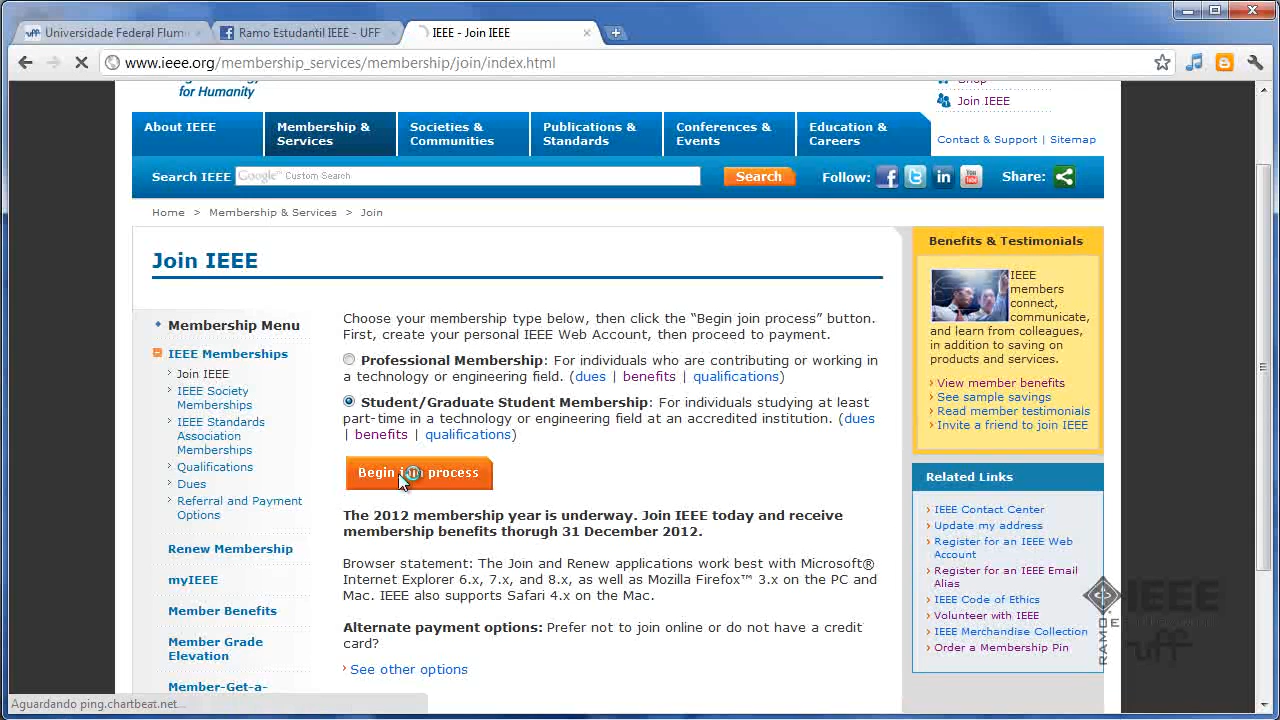 Universidade Federal Flum
Ramo Estudantil IEEE - UFF
IEEE - Join IEEE
www.ieee.org/membership_services/membership/join/index.html
for Humanity
Shop
Join IEEE
Contact & Support | Sitemap
About IEEE
Membership &
Services
Societies &
Communities
Publications &
Standards
Conferences &
Events
Education &
Careers
Search IEEE
Google™ Custom Search
Search
Follow:
Share:
Home > Membership & Services > Join
Join IEEE
Membership Menu
IEEE Memberships
Join IEEE
IEEE Society
Memberships
IEEE Standards
Association
Memberships
Qualifications
Dues
Referral and Payment
Options
Renew Membership
myIEEE
Member Benefits
Member Grade
Elevation
Member-Get-a-
Choose your membership type below, then click the “Begin join process” button.
First, create your personal IEEE Web Account, then proceed to payment.
Professional Membership: For individuals who are contributing or working in
a technology or engineering field. (dues | benefits | qualifications)
Student/Graduate Student Membership: For individuals studying at least
part-time in a technology or engineering field at an accredited institution. (dues
| benefits | qualifications)
Begin join process
The 2012 membership year is underway. Join IEEE today and receive
membership benefits thorugh 31 December 2012.
Browser statement: The Join and Renew applications work best with Microsoft®
Internet Explorer 6.x, 7.x, and 8.x, as well as Mozilla Firefox™ 3.x on the PC and
Mac. IEEE also supports Safari 4.x on the Mac.
Alternate payment options: Prefer not to join online or do not have a credit
card?
See other options
Benefits & Testimonials
IEEE
members
connect,
communicate,
and learn from colleagues,
in addition to saving on
products and services.
View member benefits
See sample savings
Read member testimonials
Invite a friend to join IEEE
Related Links
IEEE Contact Center
Update my address
Register for an IEEE Web
Account
Register for an IEEE Email
Alias
IEEE Code of Ethics
Volunteer with IEEE
IEEE Merchandise Collection
Order a Membership Pin
RAMO
IEEE
uff
Aguardando ping.chartbeat.net...